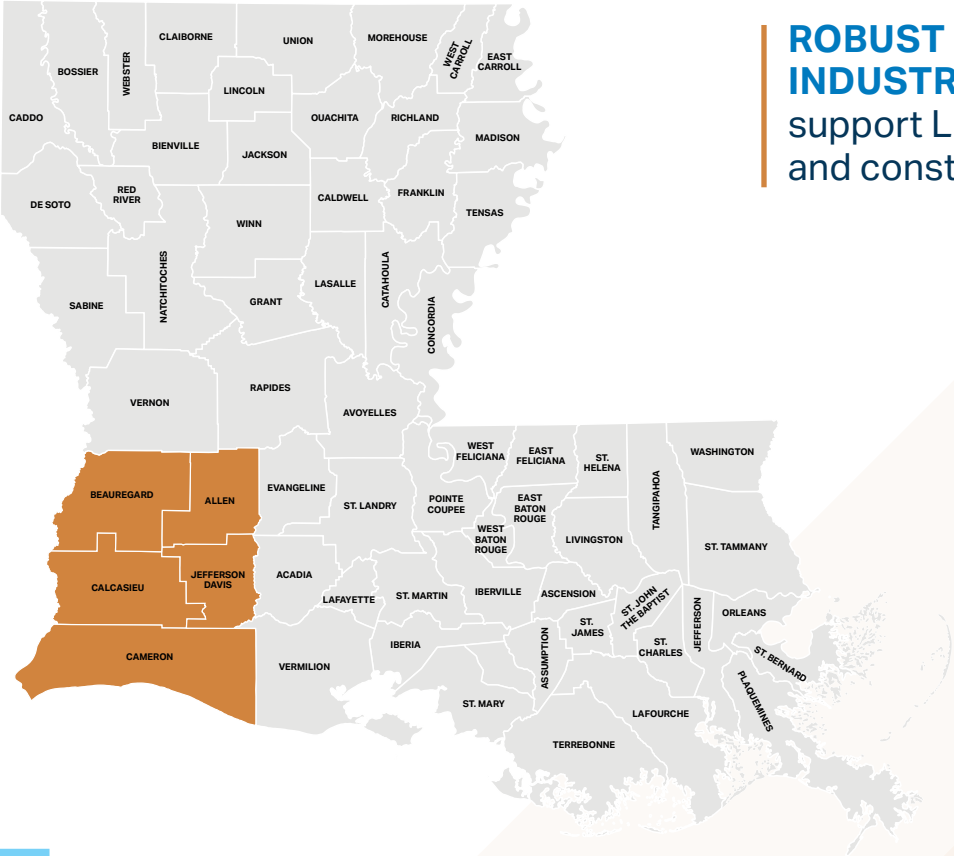 ROBUST
INDUSTR
support L
and const
CLAIBORNE
UNION
MOREHOUSE
WEST
CARROLL
EAST
CARROLL
BOSSIER
WEBSTER
LINCOLN
CADDO
OUACHITA
RICHLAND
MADISON
BIENVILLE
JACKSON
DE SOTO
RED
RIVER
CALDWELL
FRANKLIN
TENSAS
WINN
NATCHITOCHES
SABINE
GRANT
LASALLE
CATAHOULA
CONCORDIA
VERNON
RAPIDES
AVOYELLES
WEST
FELICIANA
EAST
FELICIANA
ST.
HELENA
TANGIPAHOA
WASHINGTON
BEAUREGARD
ALLEN
EVANGELINE
ST. LANDRY
POINTE
COUPEE
EAST
BATON
ROUGE
WEST
BATON
ROUGE
LIVINGSTON
ST. TAMMANY
CALCASIEU
JEFFERSON
DAVIS
ACADIA
LAFAYETTE
ST. MARTIN
IBERVILLE
ASCENSION
ST. JOHN
THE BAPTIST
JEFFERSON
ORLEANS
ST.
JAMES
ST.
CHARLES
CAMERON
VERMILION
IBERIA
ASSUMPTION
ST. BERNARD
PLAQUEMINES
ST. MARY
LAFOURCHE
TERREBONNE